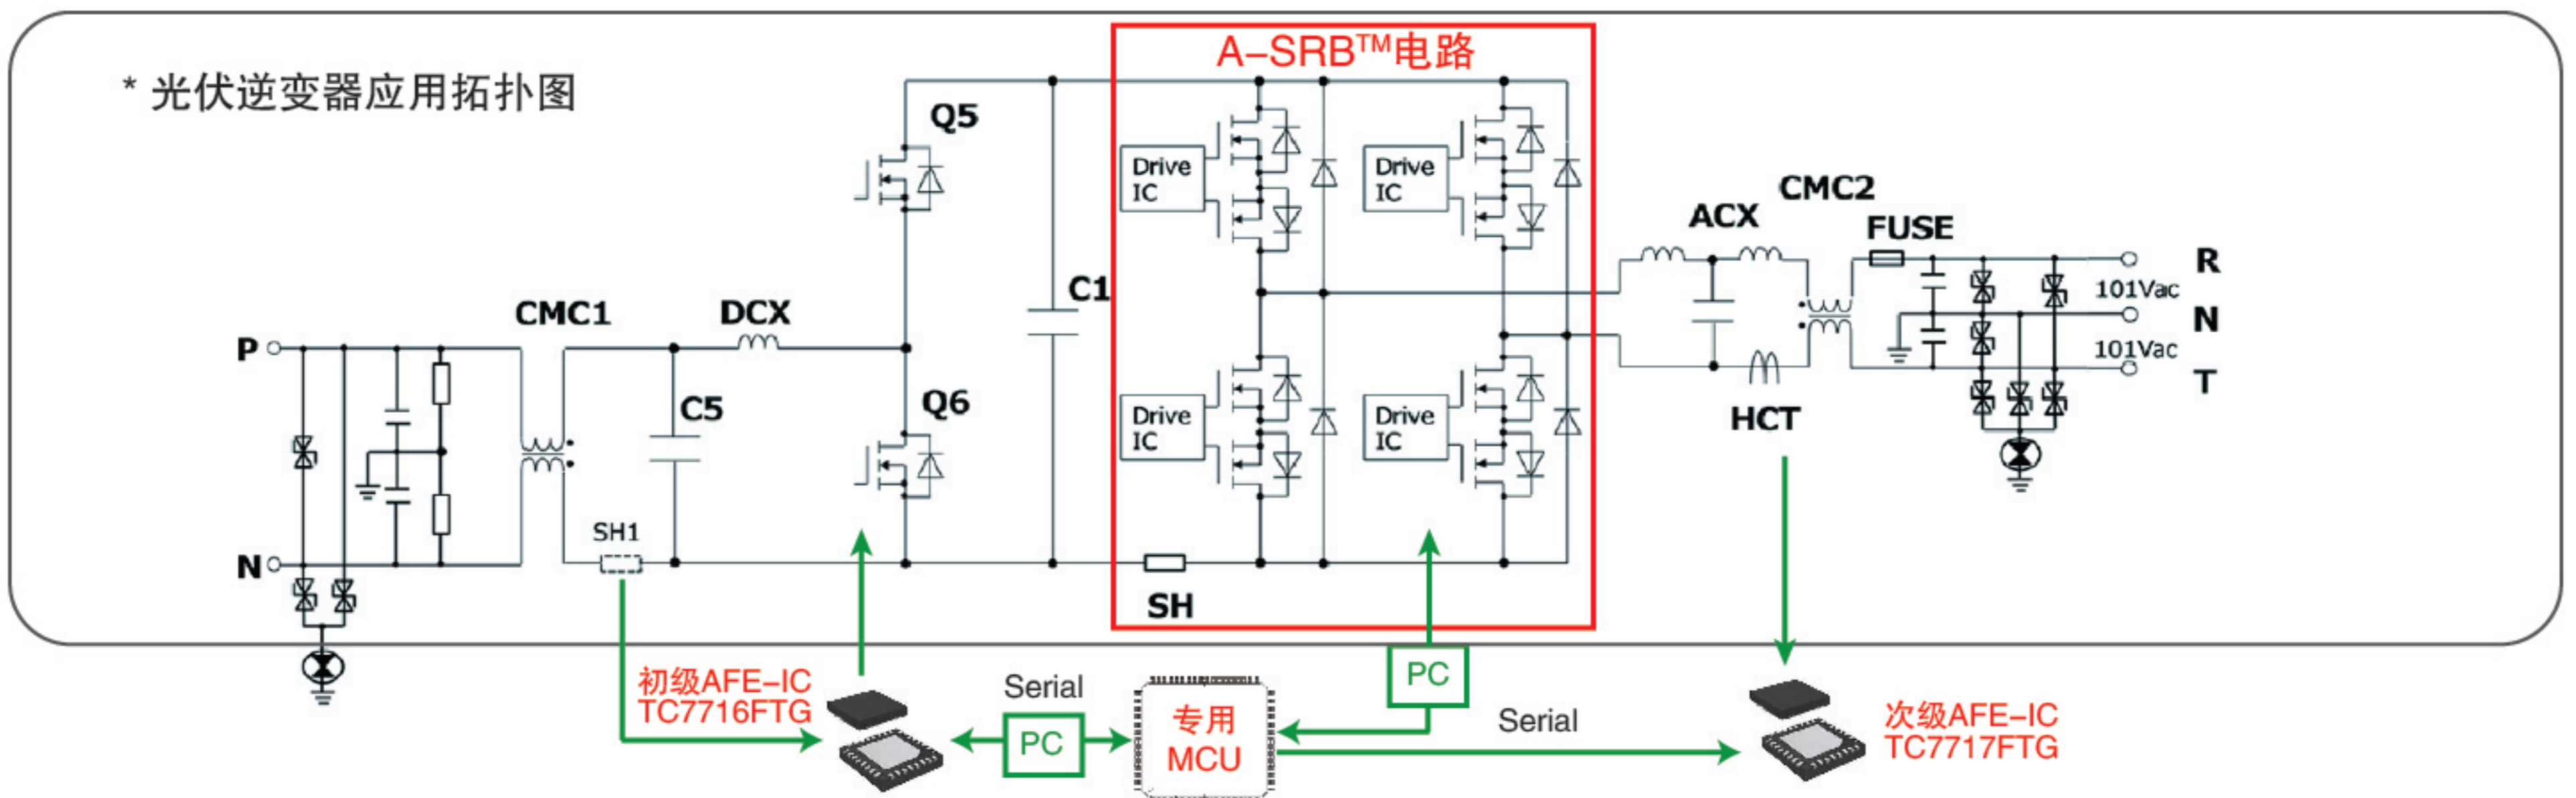 * 光伏逆变器应用拓扑图
A-SRB™电路
Q5
Drive
IC
Drive
IC
CMC2
ACX
FUSE
R
101Vac
N
101Vac
T
C1
CMC1
DCX
P
Q6
C5
Drive
IC
Drive
IC
HCT
SH1
N
SH
初级AFE-IC
TC7716FTG
Serial
PC
专用
MCU
PC
Serial
次级AFE-IC
TC7717FTG